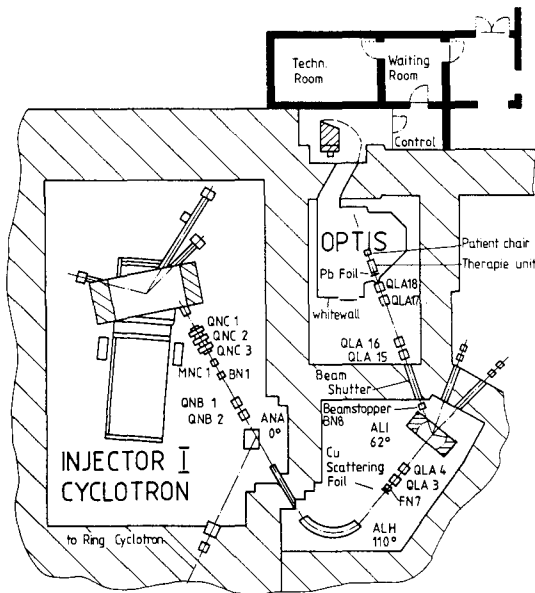 Techn.
Room
Waiting
Room
Control
OPTIS
Patient chair
Therapie unit
Pb Foil
QLA18
QLA17
whitewall
QNC 1
QNC 2
QNC 3
MNC 1
BN1
QLA 16
QLA 15
Beam
Shutter
QNB 1
QNB 2
ANA
0°
Beamstopper
BN8
ALI
62°
INJECTOR I
CYCLOTRON
Cu
Scattering
Foil
QLA 4
QLA 3
FN7
ALH
110°
to Ring Cyclotron